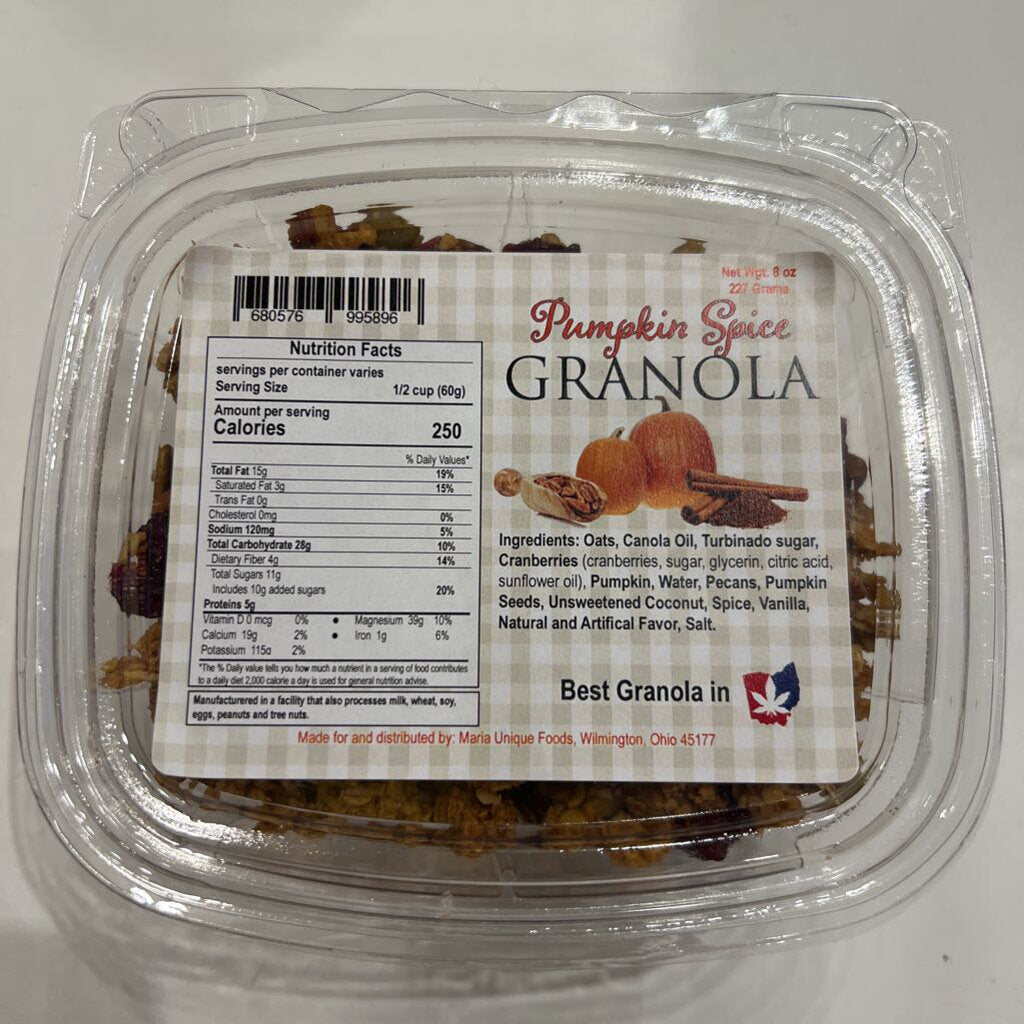 680576 995896
Net Wgt. 8 oz
227 Grams
Pumpkin Spice
GRANOLA
Nutrition Facts
servings per container varies
Serving Size 1/2 cup (60g)
Amount per serving
Calories 250
% Daily Values*
Total Fat 15g 19%
Saturated Fat 3g 15%
Trans Fat 0g
Cholesterol 0mg 0%
Sodium 120mg 5%
Total Carbohydrate 28g 10%
Dietary Fiber 4g 14%
Total Sugars 11g
Includes 10g added sugars 20%
Proteins 5g
Vitamin D 0 mcg 0% • Magnesium 39g 10%
Calcium 19g 2% • Iron 1g 6%
Potassium 115g 2%
*The % Daily value tells you how much a nutrient in a serving of food contributes
to a daily diet 2,000 calorie a day is used for general nutrition advise.
Manufacturered in a facility that also processes milk, wheat, soy,
eggs, peanuts and tree nuts.
Ingredients: Oats, Canola Oil, Turbinado sugar,
Cranberries (cranberries, sugar, glycerin, citric acid,
sunflower oil), Pumpkin, Water, Pecans, Pumpkin
Seeds, Unsweetened Coconut, Spice, Vanilla,
Natural and Artifical Favor, Salt.
Best Granola in
Made for and distributed by: Maria Unique Foods, Wilmington, Ohio 45177